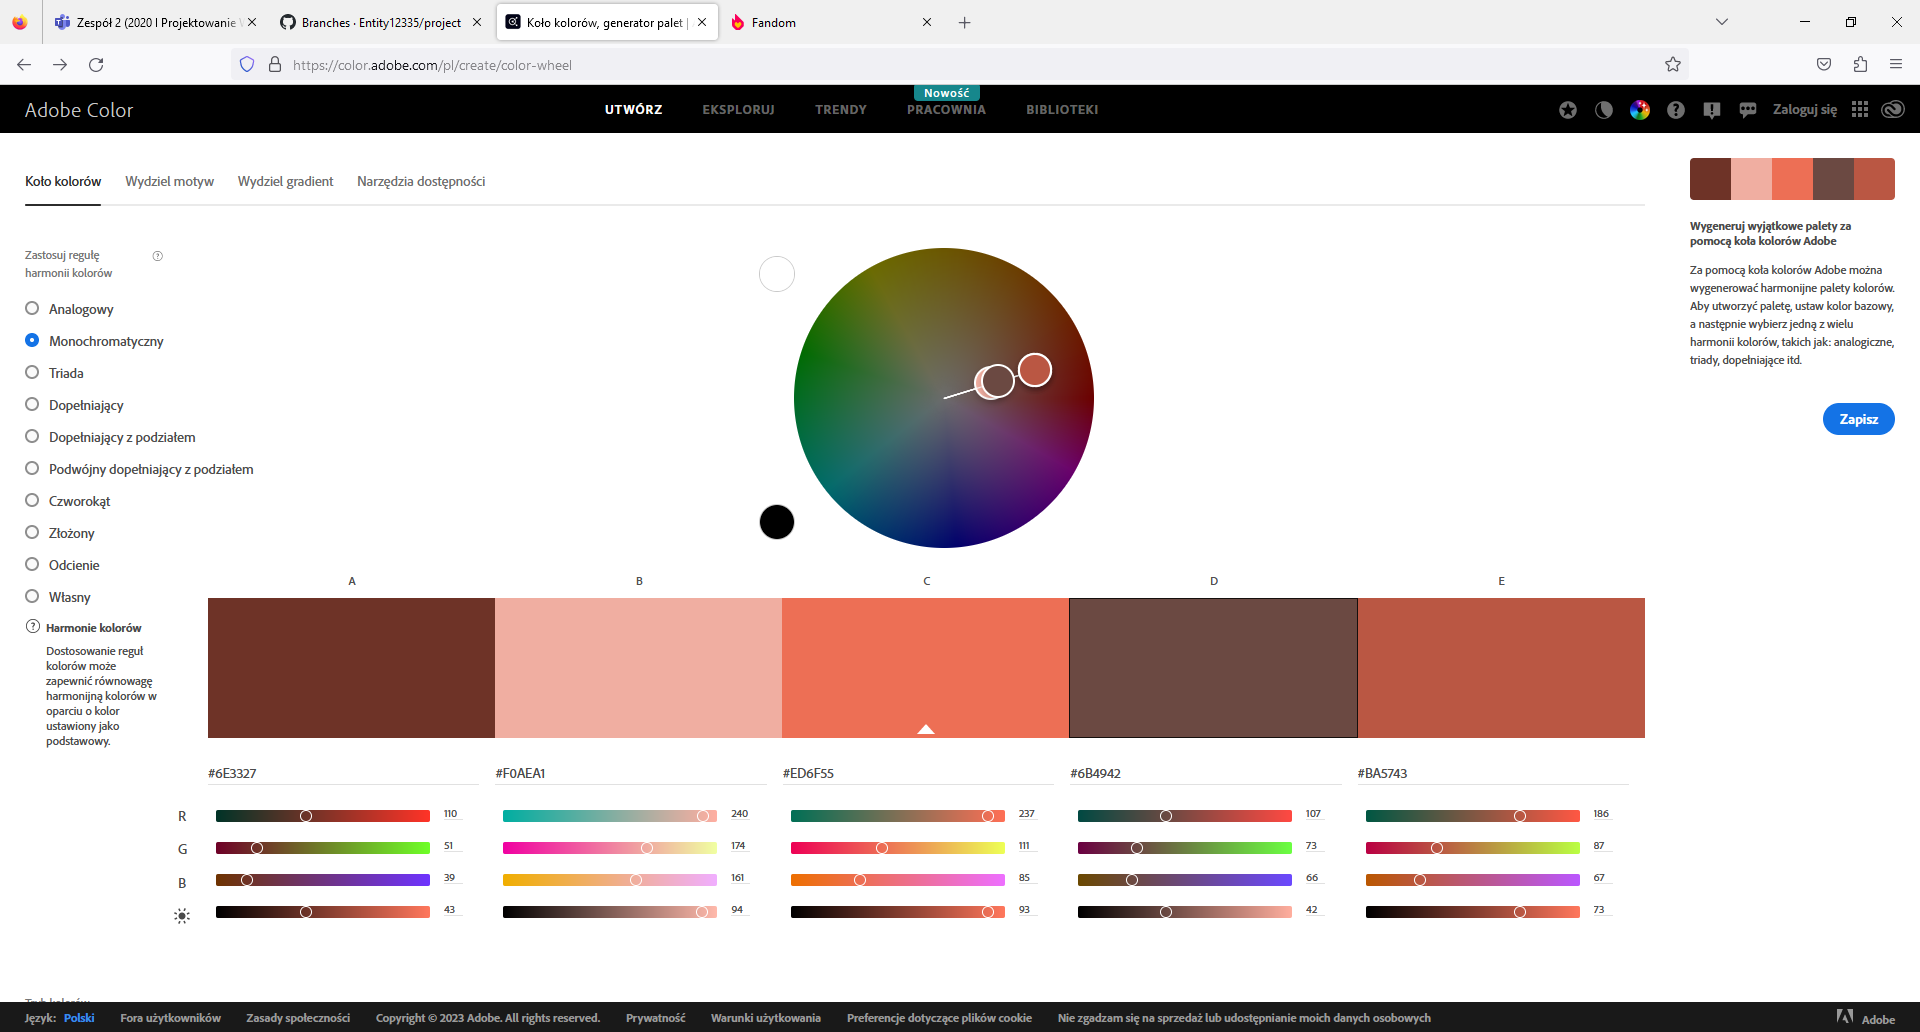 Zespół 2 (2020 I Projektowanie
Branches · Entity12335/project
Koło kolorów, generator palet |
Fandom
https://color.adobe.com/pl/create/color-wheel
Adobe Color
UTWÓRZ
EKSPLORUJ
TRENDY
Nowość
PRACOWNIA
BIBLIOTEKI
Zaloguj się
Koło kolorów
Wydziel motyw
Wydziel gradient
Narzędzia dostępności
Zastosuj regułę
harmonii kolorów
Analogowy
Monochromatyczny
Triada
Dopełniający
Dopełniający z podziałem
Podwójny dopełniający z podziałem
Czworokąt
Złożony
Odcienie
Własny
Harmonie kolorów
Dostosowanie reguł
kolorów może
zapewnić równowagę
harmonijną kolorów w
oparciu o kolor
ustawiony jako
podstawowy.
Wygeneruj wyjątkowe palety za
pomocą koła kolorów Adobe
Za pomocą koła kolorów Adobe można
wygenerować harmonijne palety kolorów.
Aby utworzyć paletę, ustaw kolor bazowy,
a następnie wybierz jedną z wielu
harmonii kolorów, takich jak: analogiczne,
triady, dopełniające itd.
Zapisz
A B C D E
#6E3327 #F0AEA1 #ED6F55 #6B4942 #BA5743
R 110 240 237 107 186
G 51 174 111 73 87
B 39 161 85 66 67
43 94 93 42 73
Język: Polski
Fora użytkowników
Zasady społeczności
Copyright © 2023 Adobe. All rights reserved.
Prywatność
Warunki użytkowania
Preferencje dotyczące plików cookie
Nie zgadzam się na sprzedaż lub udostępnianie moich danych osobowych
Adobe